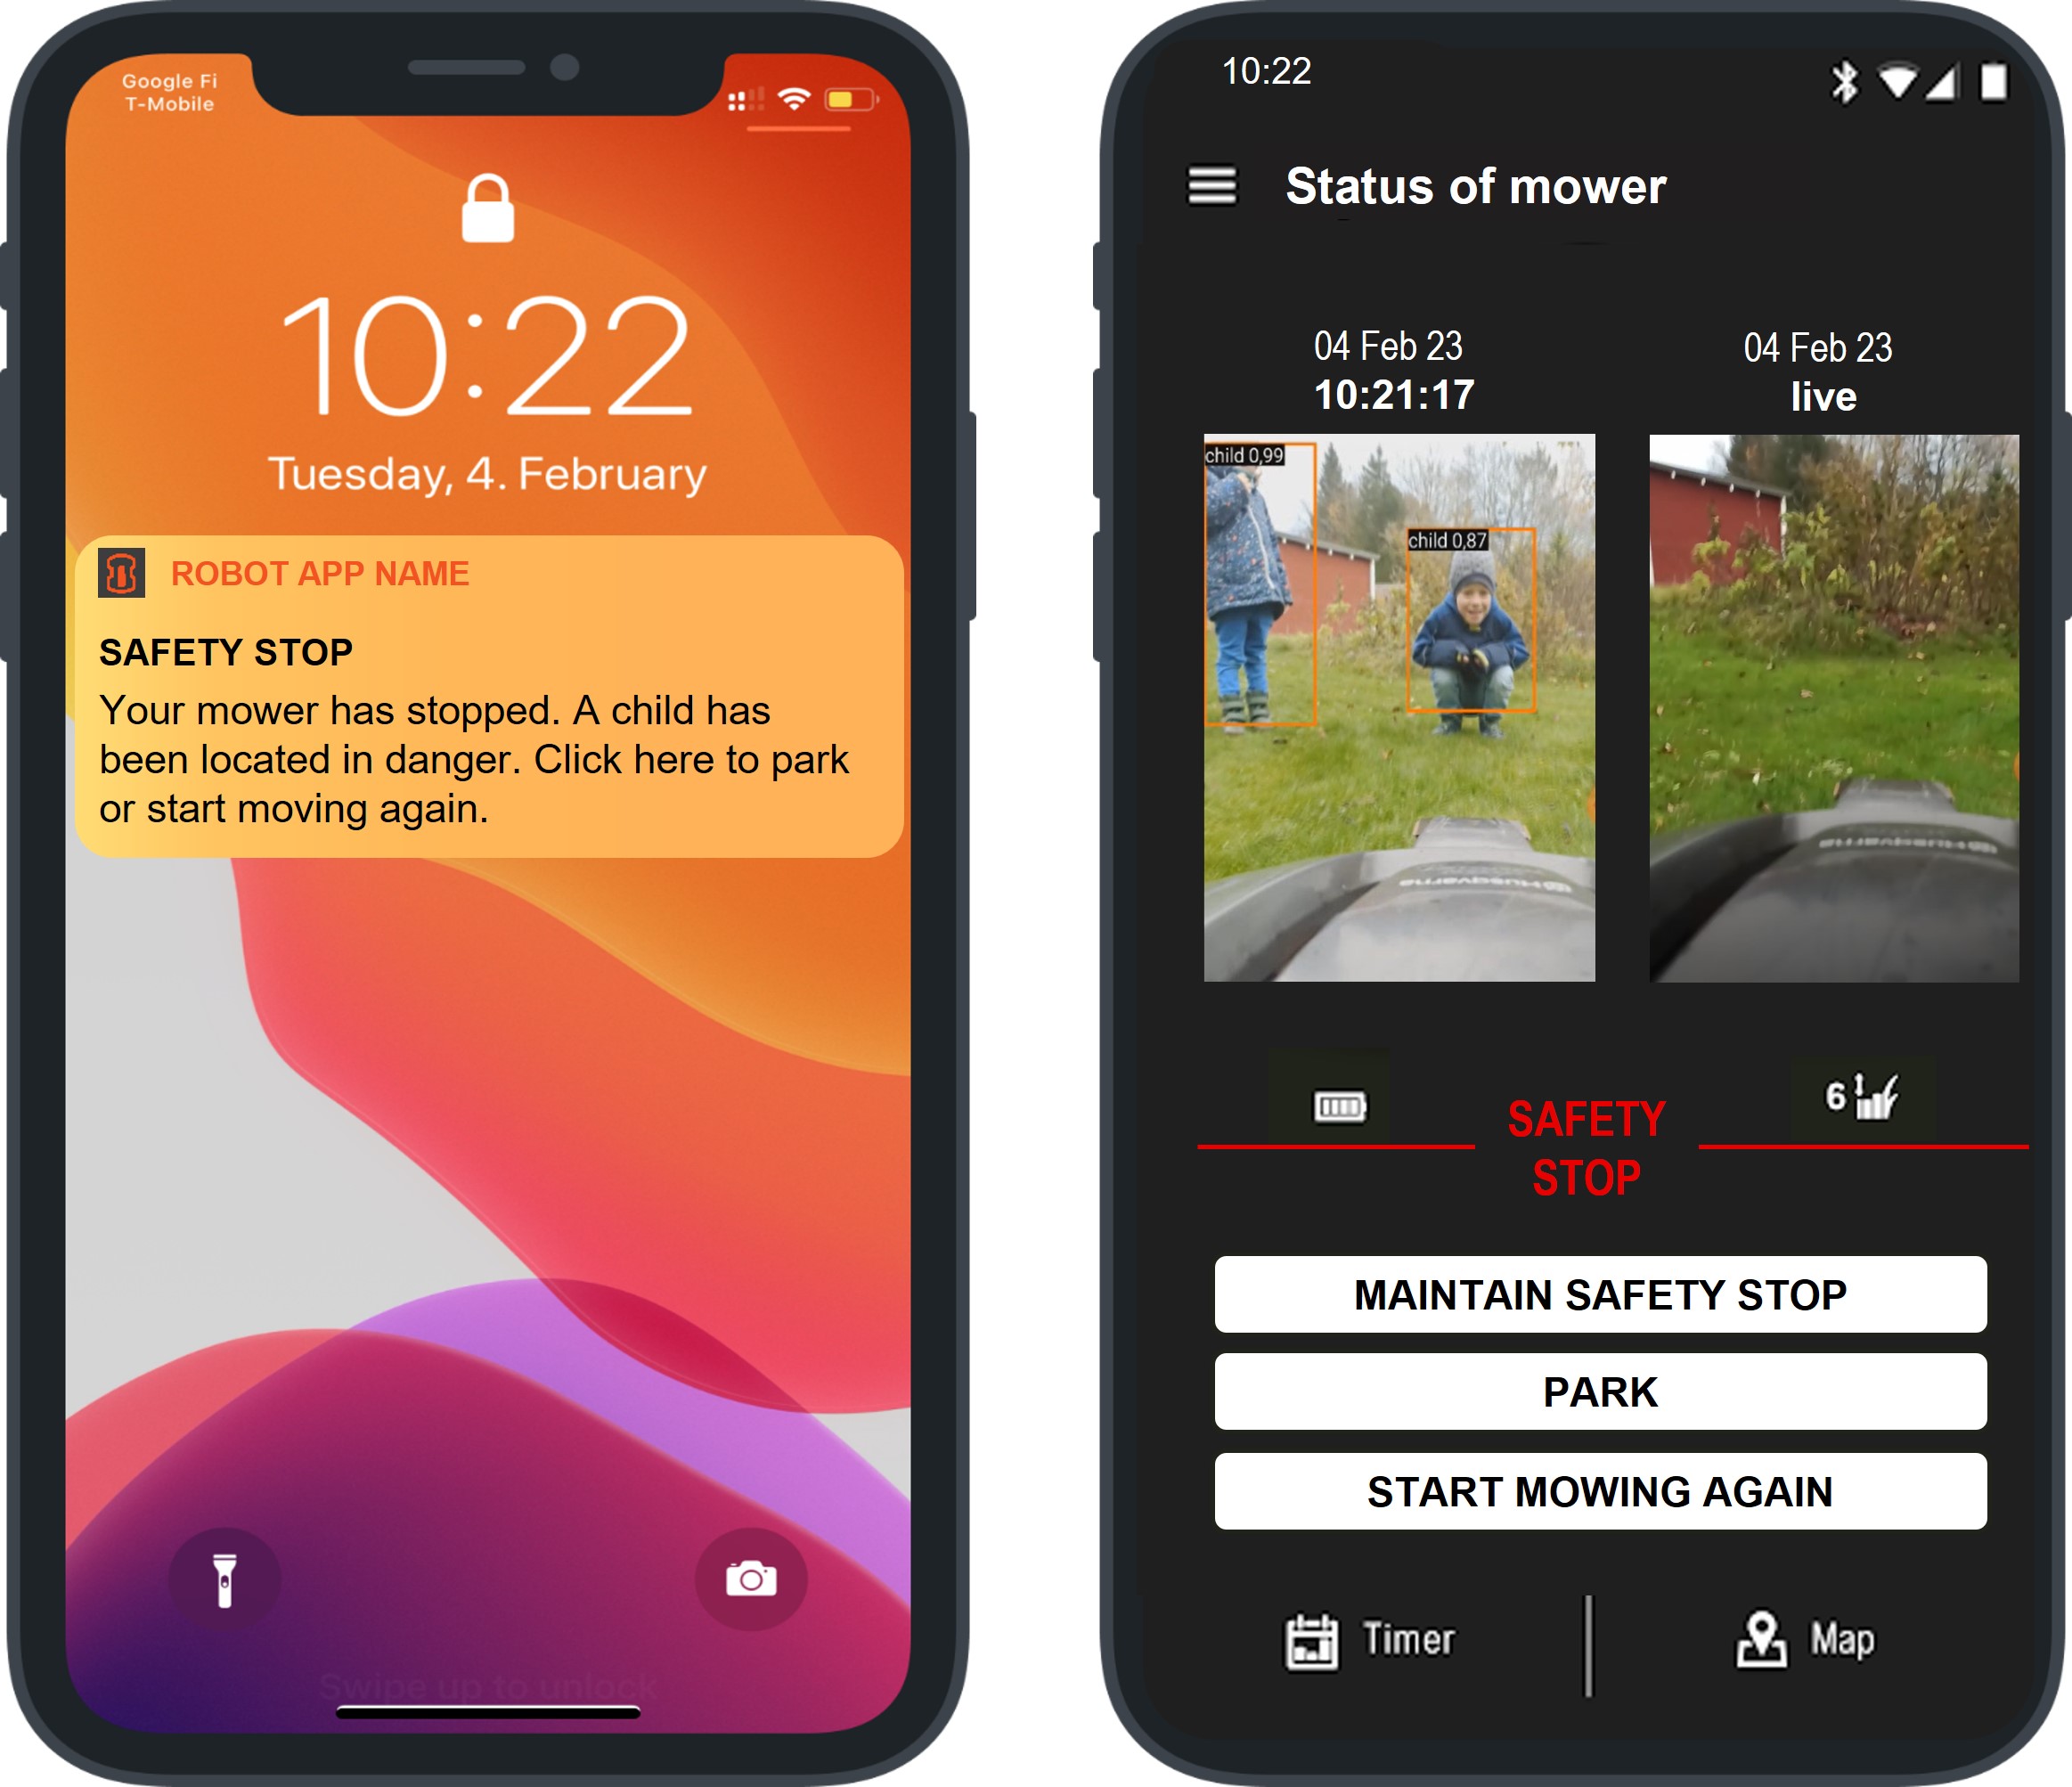 Google Fi
T-Mobile
10:22
Tuesday, 4. February
ROBOT APP NAME
SAFETY STOP
Your mower has stopped. A child has
been located in danger. Click here to park
or start moving again.
Swipe up to unlock
10:22
Status of mower
04 Feb 23
10:21:17
04 Feb 23
live
child 0,99
child 0,87
Husqvarna
Husqvarna
6
SAFETY
STOP
MAINTAIN SAFETY STOP
PARK
START MOWING AGAIN
Timer
Map